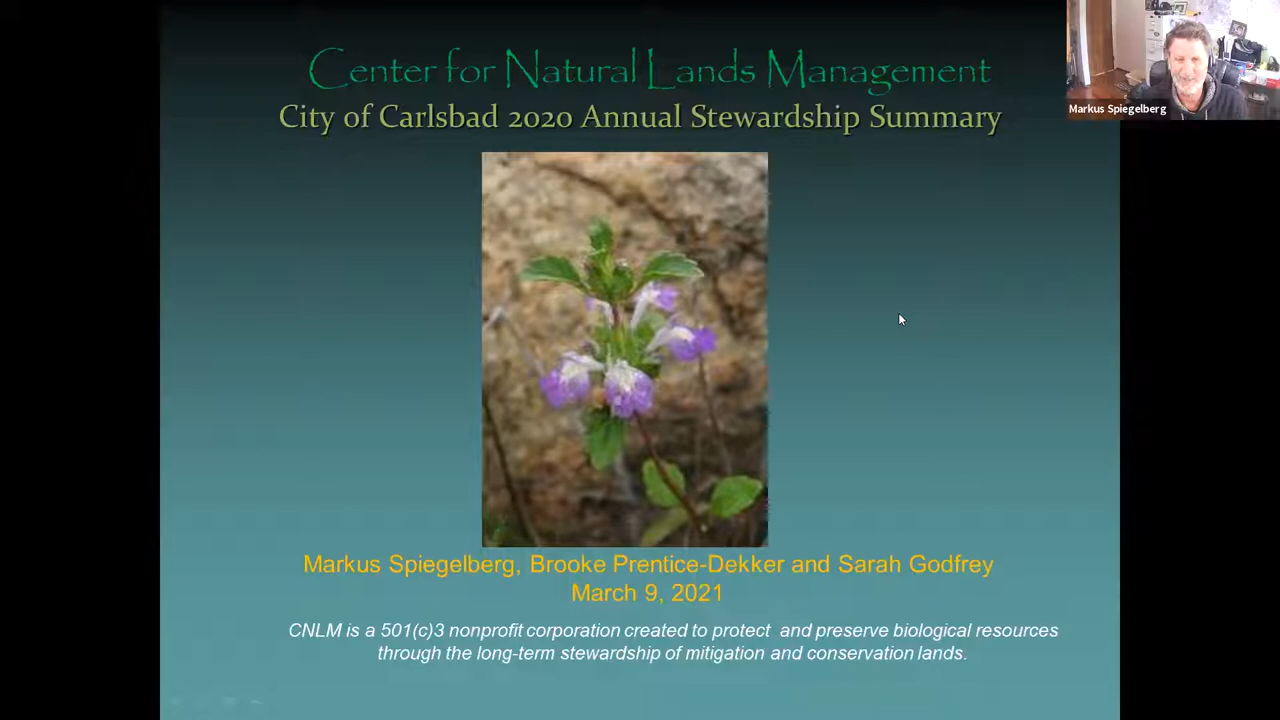 Center for Natural Lands Management
City of Carlsbad 2020 Annual Stewardship Summary
Markus Spiegelberg
Markus Spiegelberg, Brooke Prentice-Dekker and Sarah Godfrey
March 9, 2021
CNLM is a 501(c)3 nonprofit corporation created to protect and preserve biological resources
through the long-term stewardship of mitigation and conservation lands.